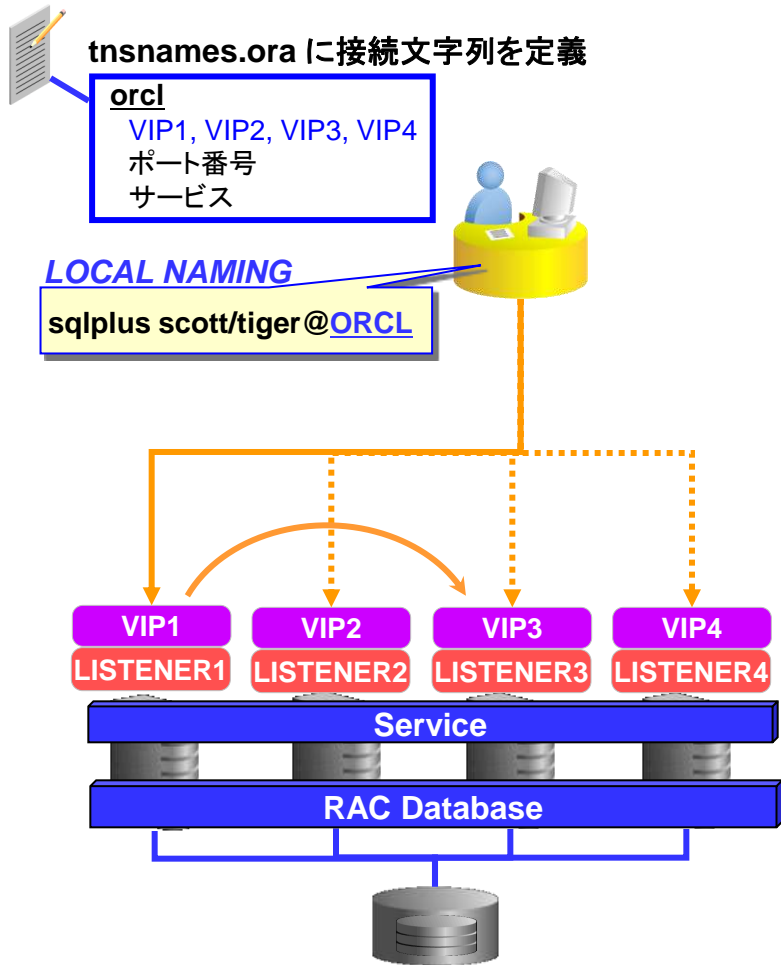 tnsnames.ora に接続文字列を定義
orcl
VIP1, VIP2, VIP3, VIP4
ポート番号
サービス
LOCAL NAMING
sqlplus scott/tiger@ORCL
VIP1
VIP2
VIP3
VIP4
LISTENER1
LISTENER2
LISTENER3
LISTENER4
Service
RAC Database